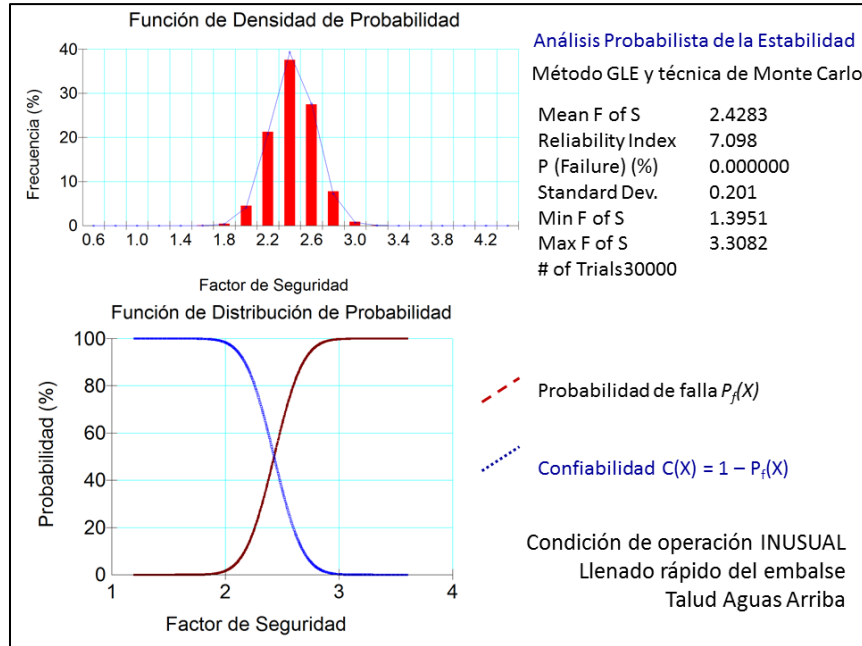 Función de Densidad de Probabilidad
40
30
20
10
0
Frecuencia (%)
0.6 1.0 1.4 1.8 2.2 2.6 3.0 3.4 3.8 4.2
Factor de Seguridad
Análisis Probabilista de la Estabilidad
Método GLE y técnica de Monte Carlo
Mean F of S 2.4283
Reliability Index 7.098
P (Failure) (%) 0.000000
Standard Dev. 0.201
Min F of S 1.3951
Max F of S 3.3082
# of Trials30000
Función de Distribución de Probabilidad
100
80
60
40
20
0
Probabilidad (%)
1 2 3 4
Factor de Seguridad
Probabilidad de falla Pf(X)
Confiabilidad C(X) = 1 – Pf(X)
Condición de operación INUSUAL
Llenado rápido del embalse
Talud Aguas Arriba